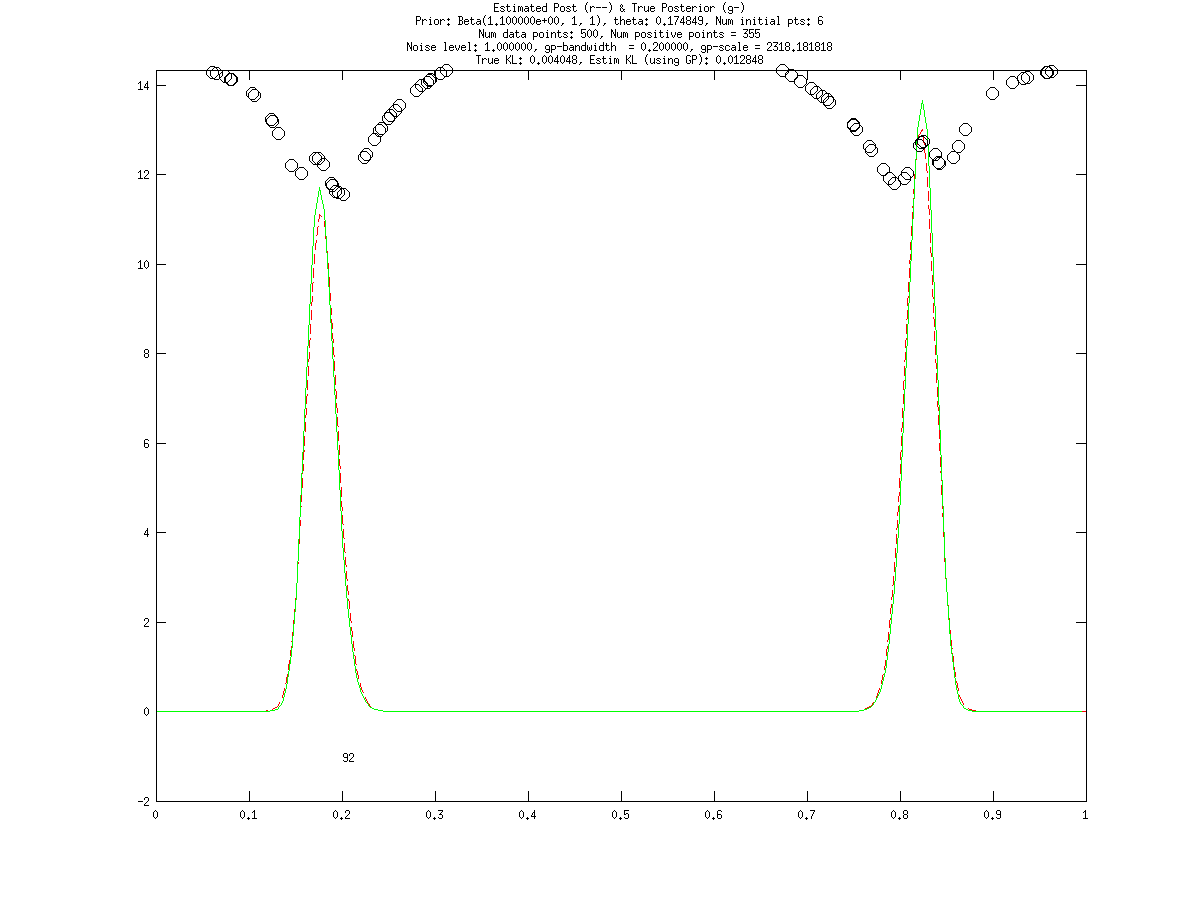 Estimated Post (r--) & True Posterior (g-)
Prior: Beta(1.100000e+00, 1, 1), theta: 0.174849, Num initial pts: 6
Num data points: 500, Num positive points = 355
Noise level: 1.000000, gp-bandwidth  = 0.200000, gp-scale = 2318.181818
True KL: 0.004048, Estim KL (using GP): 0.012848
14
12
10
8
6
4
2
0
92
-2
0 0.1 0.2 0.3 0.4 0.5 0.6 0.7 0.8 0.9 1